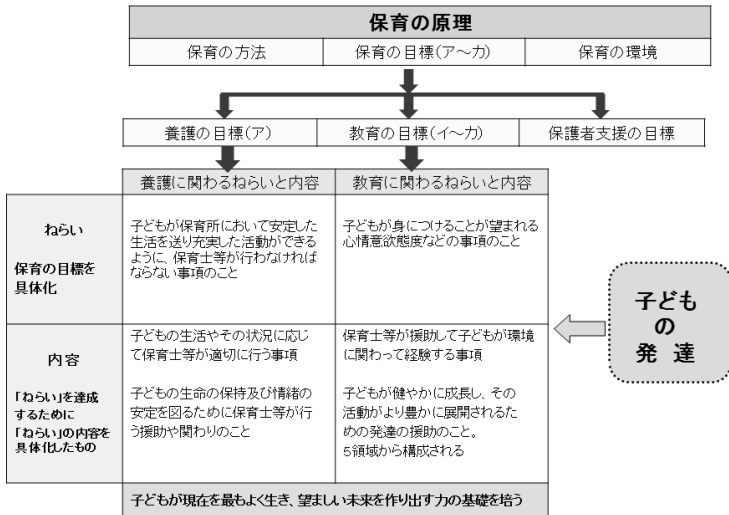 保育の原理
保育の方法
保育の目標(ア～カ)
保育の環境
養護の目標(ア)
教育の目標(イ～カ)
保護者支援の目標
養護に関わるねらいと内容
教育に関わるねらいと内容
ねらい
保育の目標を
具体化
子どもが保育所において安定した
生活を送り充実した活動ができる
ように、保育士等が行わなければ
ならない事項のこと
子どもが身につけることが望まれる
心情意欲態度などの事項のこと
内容
「ねらい」を達成
するために
「ねらい」の内容を
具体化したもの
子どもの生活やその状況に応じ
て保育士等が適切に行う事項
子どもの生命の保持及び情緒の
安定を図るために保育士等が行
う援助や関わりのこと
保育士等が援助して子どもが環境
に関わって経験する事項
子どもが健やかに成長し、その
活動がより豊かに展開されるた
めの発達の援助のこと。
5領域から構成される
子どもが現在を最もよく生き、望ましい未来を作り出す力の基礎を培う
子ども
の
発 達